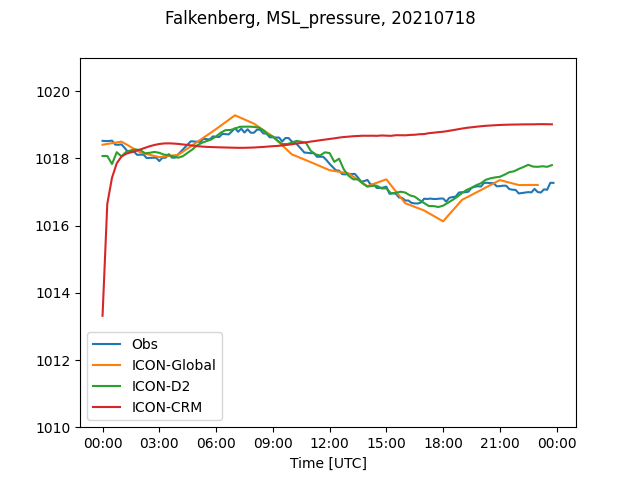 Falkenberg, MSL_pressure, 20210718
1020
1018
1016
1014
1012
1010
Obs
ICON-Global
ICON-D2
ICON-CRM
00:00 03:00 06:00 09:00 12:00 15:00 18:00 21:00 00:00
Time [UTC]